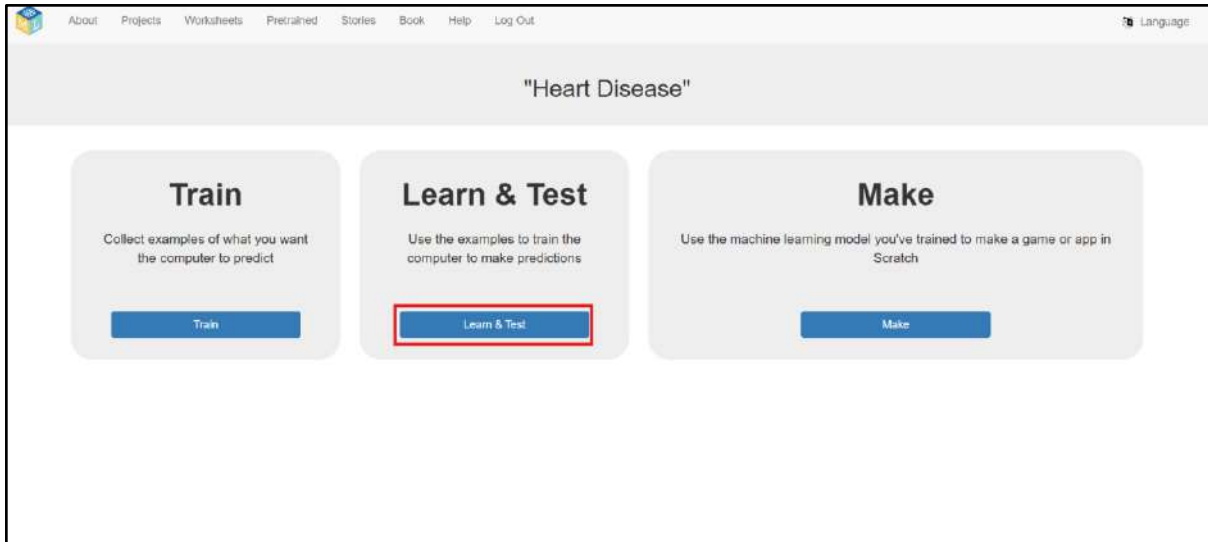 About Projects Worksheets Pretrained Stories Book Help Log Out Language
"Heart Disease"
Train
Collect examples of what you want
the computer to predict
Train
Learn & Test
Use the examples to train the
computer to make predictions
Learn & Test
Make
Use the machine learning model you've trained to make a game or app in
Scratch
Make